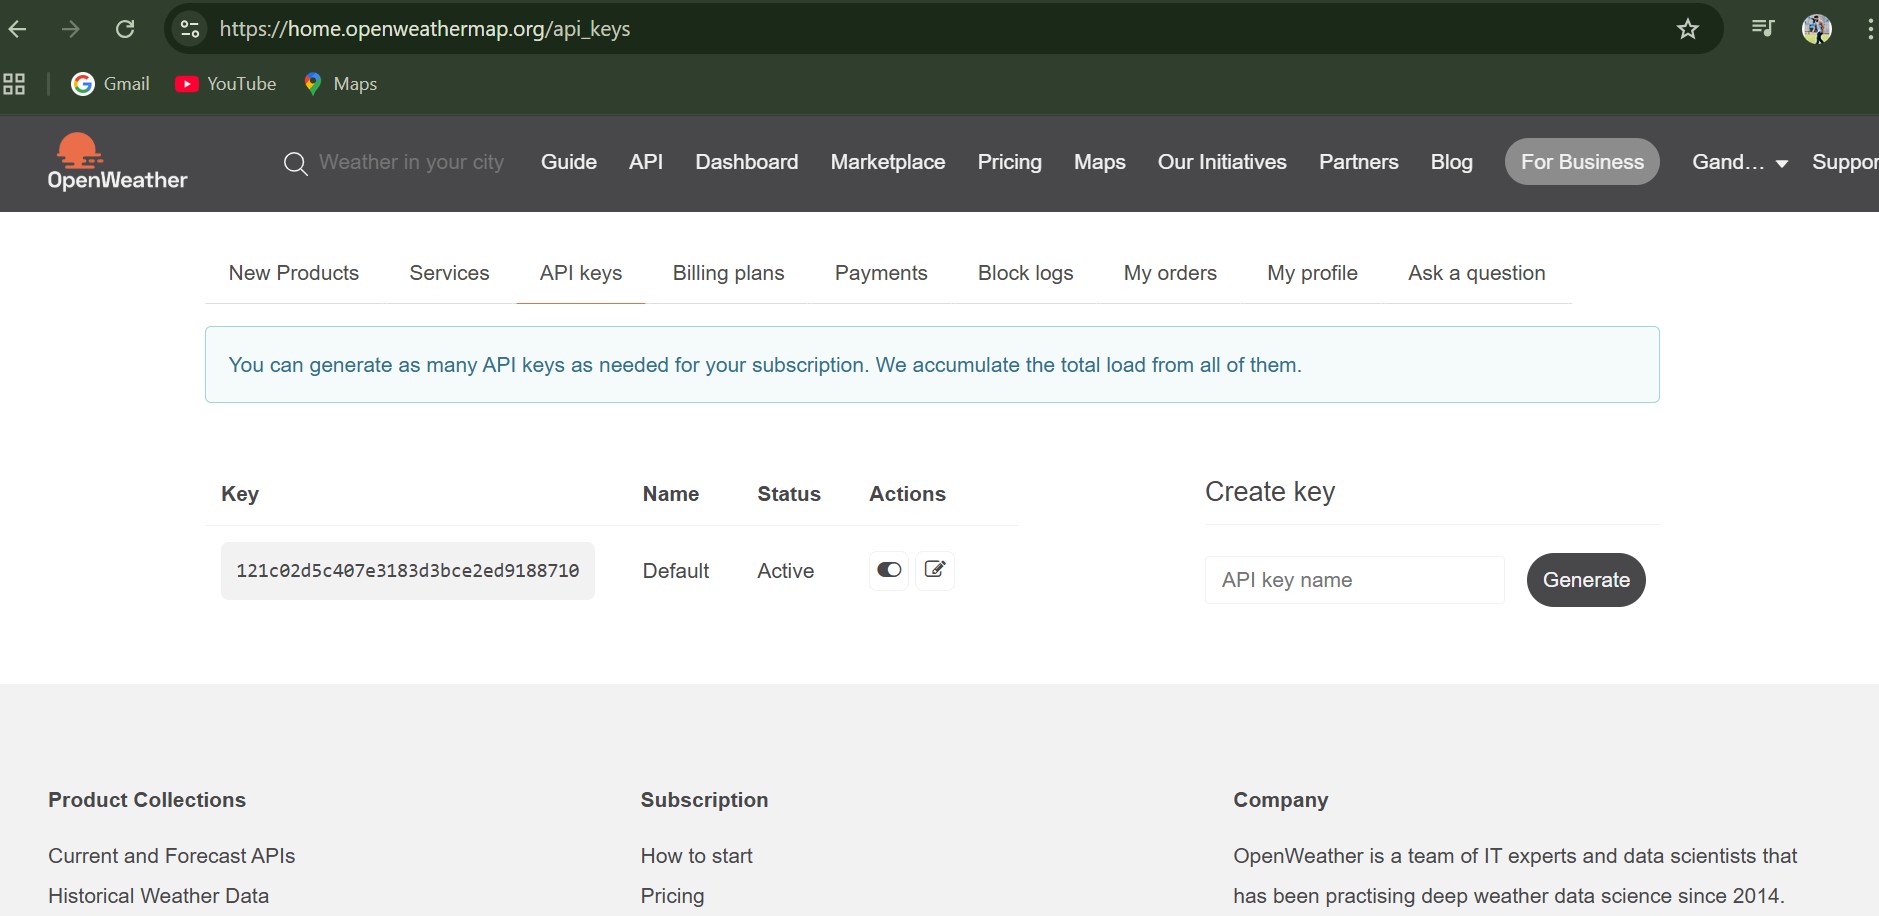 https://home.openweathermap.org/api_keys
Gmail YouTube Maps
OpenWeather
Weather in your city Guide API Dashboard Marketplace Pricing Maps Our Initiatives Partners Blog For Business Gand... Suppor
New Products Services API keys Billing plans Payments Block logs My orders My profile Ask a question
You can generate as many API keys as needed for your subscription. We accumulate the total load from all of them.
Key Name Status Actions
121c02d5c407e3183d3bce2ed9188710 Default Active
Create key
API key name Generate
Product Collections
Current and Forecast APIs
Historical Weather Data
Subscription
How to start
Pricing
Company
OpenWeather is a team of IT experts and data scientists that
has been practising deep weather data science since 2014.